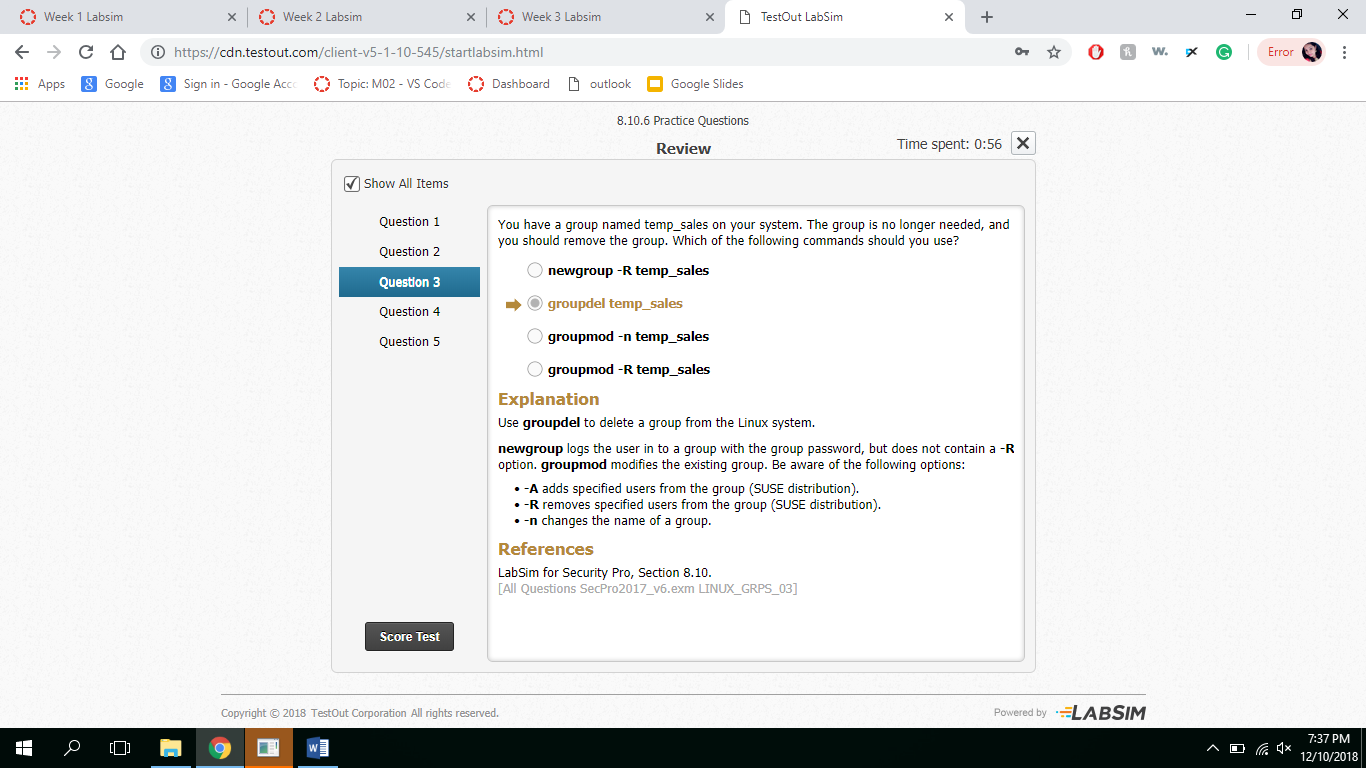 Week 1 Labsim
Week 2 Labsim
Week 3 Labsim
TestOut LabSim
https://cdn.testout.com/client-v5-1-10-545/startlabsim.html
Error
Apps
Google
Sign in - Google Acco
Topic: M02 - VS Code
Dashboard
outlook
Google Slides
8.10.6 Practice Questions
Review
Time spent: 0:56
Show All Items
Question 1
Question 2
Question 3
Question 4
Question 5
Score Test
You have a group named temp_sales on your system. The group is no longer needed, and
you should remove the group. Which of the following commands should you use?
newgroup -R temp_sales
groupdel temp_sales
groupmod -n temp_sales
groupmod -R temp_sales
Explanation
Use groupdel to delete a group from the Linux system.
newgroup logs the user in to a group with the group password, but does not contain a -R
option. groupmod modifies the existing group. Be aware of the following options:
• -A adds specified users from the group (SUSE distribution).
• -R removes specified users from the group (SUSE distribution).
• -n changes the name of a group.
References
LabSim for Security Pro, Section 8.10.
[All Questions SecPro2017_v6.exm LINUX_GRPS_03]
Copyright © 2018 TestOut Corporation All rights reserved.
Powered by LABSIM
7:37 PM
12/10/2018